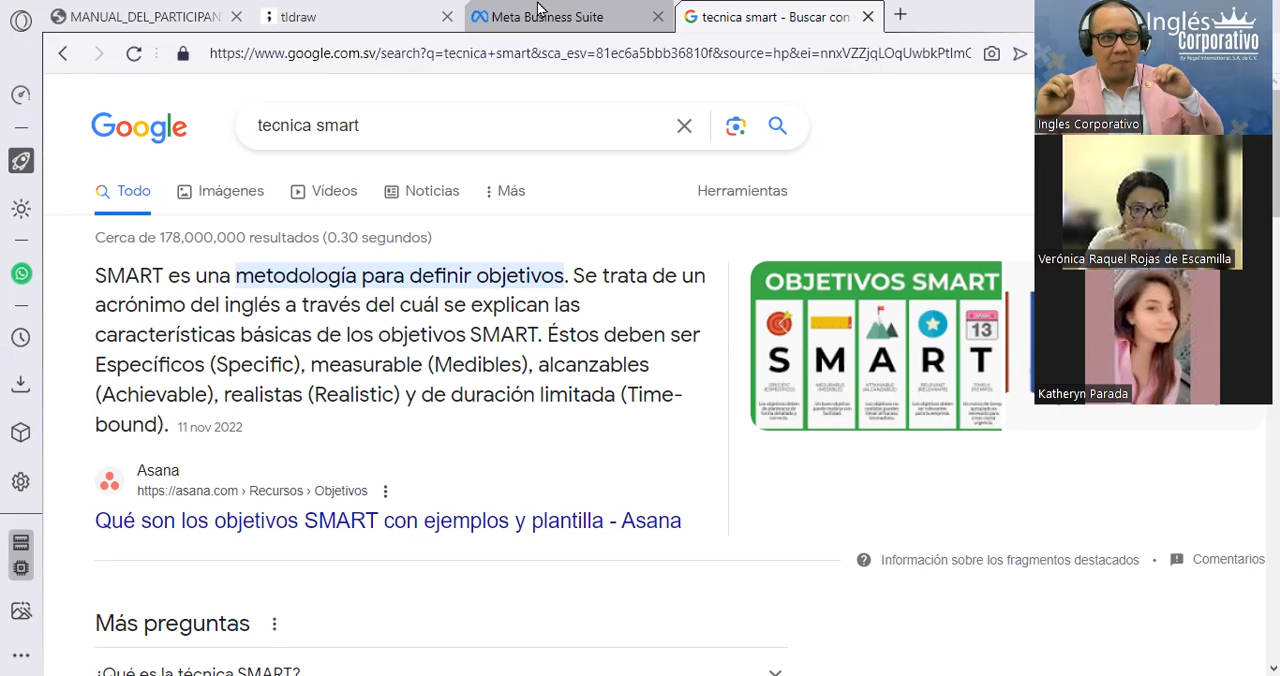 MANUAL_DEL_PARTICIPAN
tldraw
Meta Business Suite
tecnica smart - Buscar con
https://www.google.com.sv/search?q=tecnica+smart&sca_esv=81ec6a5bbb36810f&source=hp&ei=nnxVZZjqLOqUwbkPtImC
Google
tecnica smart
Todo
Imágenes
Videos
Noticias
Más
Herramientas
Cerca de 178,000,000 resultados (0.30 segundos)
SMART es una metodología para definir objetivos. Se trata de un
acrónimo del inglés a través del cuál se explican las
características básicas de los objetivos SMART. Éstos deben ser
Específicos (Specific), measurable (Medibles), alcanzables
(Achievable), realistas (Realistic) y de duración limitada (Time-
bound). 11 nov 2022
Asana
https://asana.com › Recursos › Objetivos
Qué son los objetivos SMART con ejemplos y plantilla - Asana
OBJETIVOS SMART
13
S M A R T
Información sobre los fragmentos destacados
Comentarios
Más preguntas
¿Qué es la técnica SMART?
Inglés
Corporativo
By Regal International, S.A. de C.V.
Ingles Corporativo
Verónica Raquel Rojas de Escamilla
Katheryn Parada